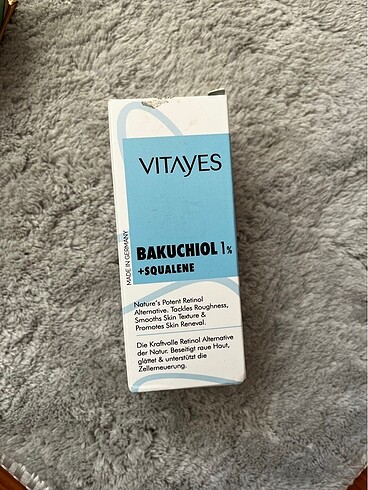 VITAYES
BAKUCHIOL 1%
+SQUALENE
MADE IN GERMANY
Nature's Potent Retinol
Alternative. Tackles Roughness,
Smooths Skin Texture &
Promotes Skin Reneval.
Die Kraftvolle Retinol Alternative
der Natur. Beseitigt raue Haut,
glättet & unterstützt die
Zellerneuerung.